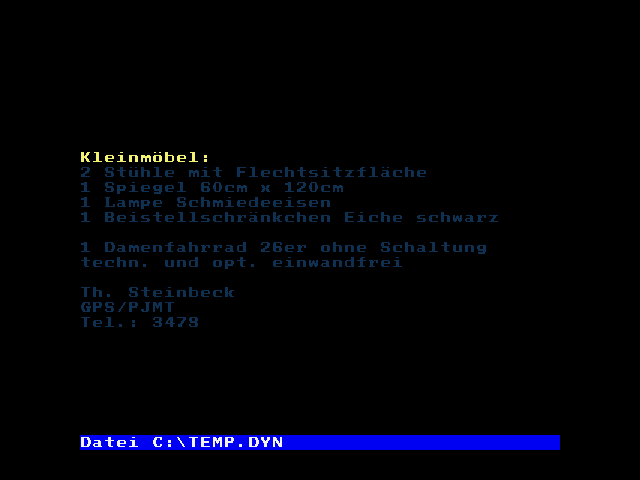 Kleinmöbel:
2 Stühle mit Flechtsitzfläche
1 Spiegel 60cm x 120cm
1 Lampe Schmiedeeisen
1 Beistellschränkchen Eiche schwarz
1 Damenfahrrad 26er ohne Schaltung
techn. und opt. einwandfrei
Th. Steinbeck
GPS/PJMT
Tel.: 3478
Datei C:\TEMP.DYN